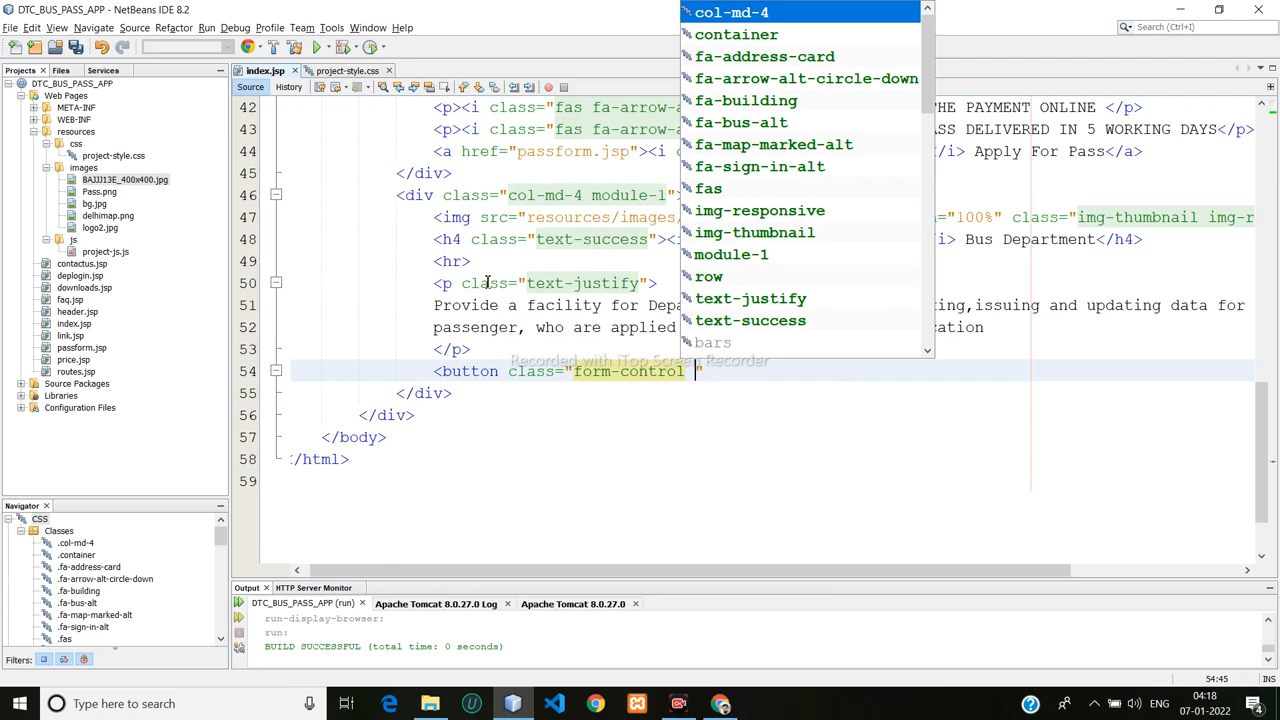 DTC_BUS_PASS_APP - NetBeans IDE 8.2
File Edit View Navigate Source Refactor Run Debug Profile Team Tools Window Help
Search (Ctrl+I)
Projects Files Services
DTC_BUS_PASS_APP
Web Pages
META-INF
WEB-INF
resources
css
project-style.css
images
BAJJ13E_400x400.jpg
Pass.png
bg.jpg
delhimap.png
logo2.jpg
js
project-js.js
contactus.jsp
deplogin.jsp
downloads.jsp
faq.jsp
header.jsp
index.jsp
link.jsp
passform.jsp
price.jsp
routes.jsp
Source Packages
Libraries
Configuration Files
Navigator
CSS
Classes
.col-md-4
.container
.fa-address-card
.fa-arrow-alt-circle-down
.fa-building
.fa-bus-alt
.fa-map-marked-alt
.fa-sign-in-alt
.fas
Filters:
index.jsp project-style.css
Source History
42 <p><i class="fas fa-arrow-a THE PAYMENT ONLINE </p>
43 <p><i class="fas fa-arrow-a ASS DELIVERED IN 5 WORKING DAYS</p>
44 <a href="passform.jsp"><i c </i> Apply For Pass</a>
45 </div>
46 <div class="col-md-4 module-1">
47 <img src="resources/images/ ="100%" class="img-thumbnail img-r
48 <h4 class="text-success"><i </i> Bus Department</h4>
49 <hr>
50 <p class="text-justify">
51 Provide a facility for Dep ing,issuing and updating data for
52 passenger, who are applied cation
53 </p>
54 <button class="form-control "
55 </div>
56 </div>
57 </body>
58 /html>
59
col-md-4
container
fa-address-card
fa-arrow-alt-circle-down
fa-building
fa-bus-alt
fa-map-marked-alt
fa-sign-in-alt
fas
img-responsive
img-thumbnail
module-1
row
text-justify
text-success
bars
Recorded with iTop Screen Recorder
Output HTTP Server Monitor
DTC_BUS_PASS_APP (run) Apache Tomcat 8.0.27.0 Log Apache Tomcat 8.0.27.0
run-display-browser:
run:
BUILD SUCCESSFUL (total time: 0 seconds)
54:45 INS
Type here to search
ENG
04:18
07-01-2022